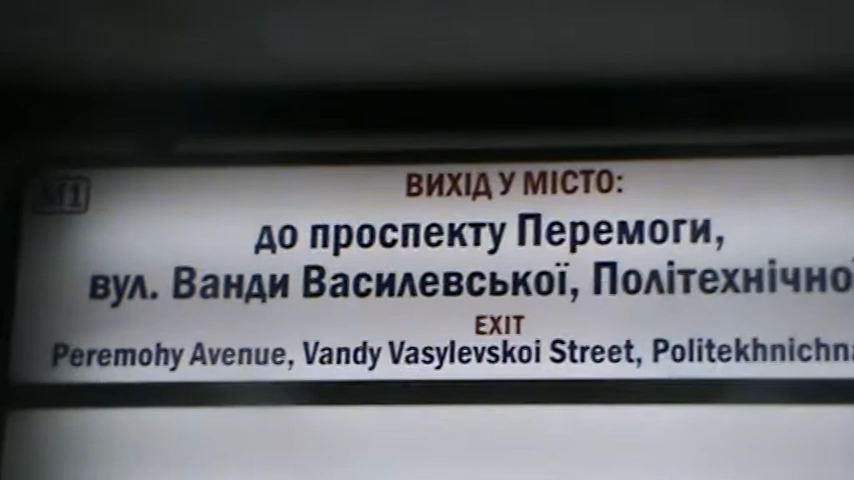 M1
ВИХІД У МІСТО:
до проспекту Перемоги,
вул. Ванди Василевської, Політехнічно
EXIT
Peremohy Avenue, Vandy Vasylevskoi Street, Politekhnichn